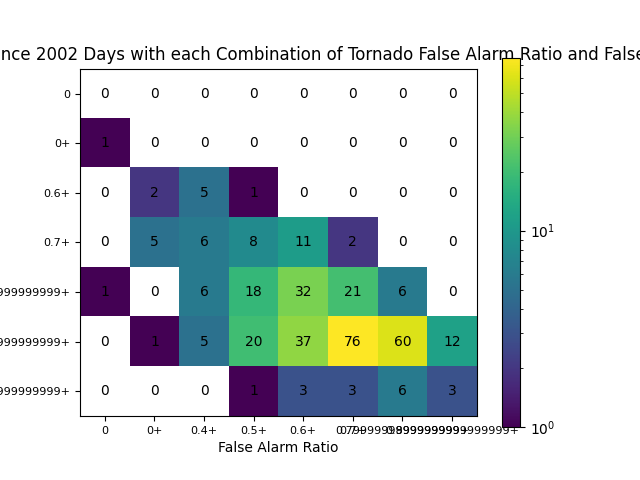 nce 2002 Days with each Combination of Tornado False Alarm Ratio and False
0 0 0 0 0 0 0 0 0
0+ 1 0 0 0 0 0 0 0
0.6+ 0 2 5 1 0 0 0 0
0.7+ 0 5 6 8 11 2 0 0
999999999+ 1 0 6 18 32 21 6 0
999999999+ 0 1 5 20 37 76 60 12
999999999+ 0 0 0 1 3 3 6 3
0 0+ 0.4+ 0.5+ 0.6+
False Alarm Ratio
10¹
10⁰